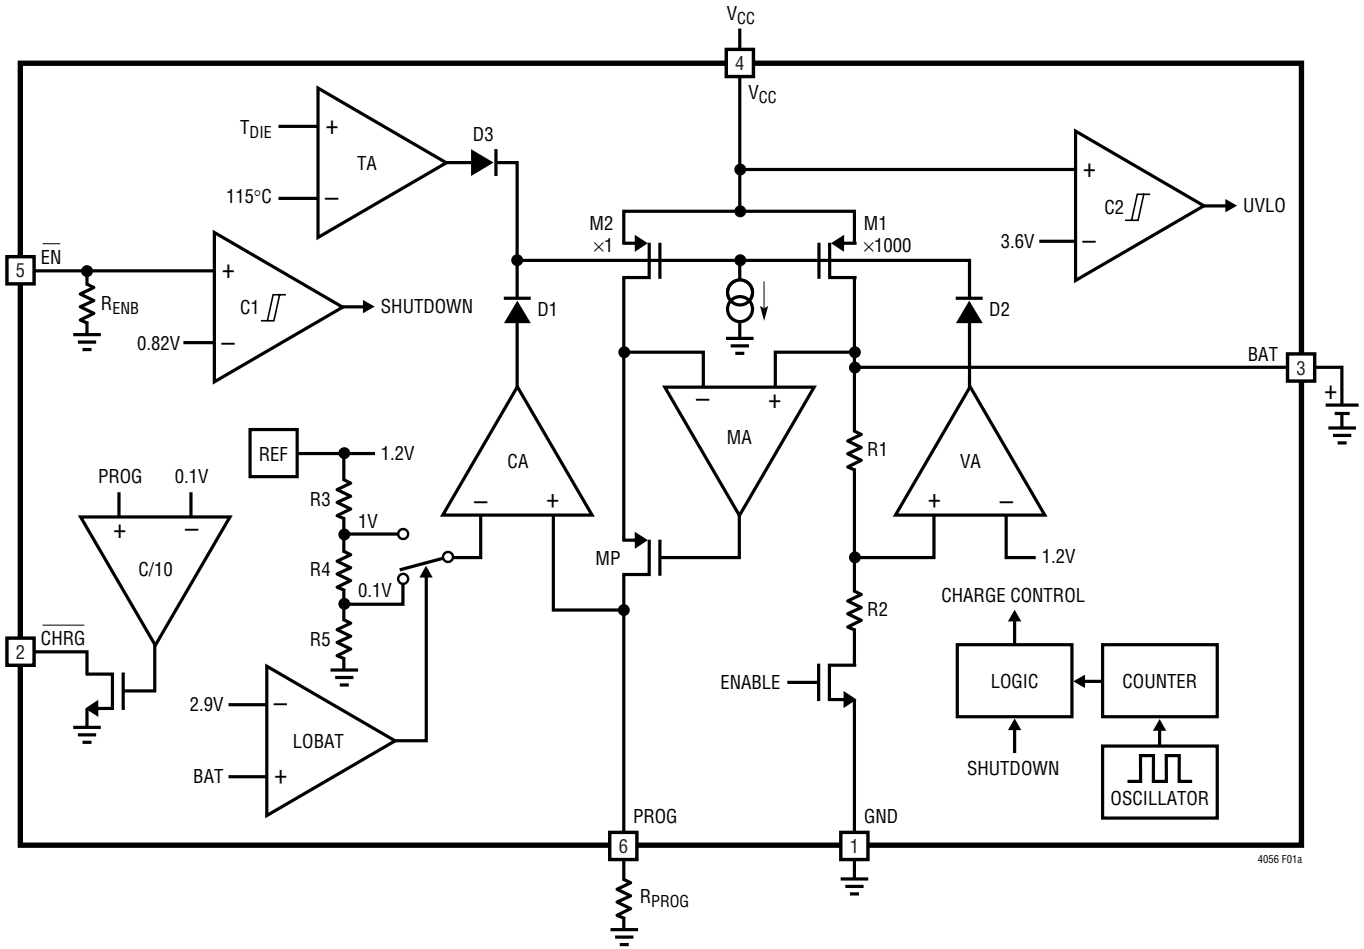 VCC
4
VCC
TDIE
+
TA
115°C
−
D3
M2
×1
M1
×1000
+
C2
3.6V
−
UVLO
5
EN
RENB
+
C1
0.82V
−
SHUTDOWN
D1
D2
BAT
3
+
−
+
MA
REF
1.2V
R3
1V
R4
0.1V
R5
CA
−
+
R1
VA
+
−
1.2V
PROG
0.1V
+
−
C/10
MP
R2
2
CHRG
2.9V
−
LOBAT
BAT
+
ENABLE
CHARGE CONTROL
LOGIC
COUNTER
SHUTDOWN
OSCILLATOR
PROG
6
GND
1
RPROG
4056 F01a